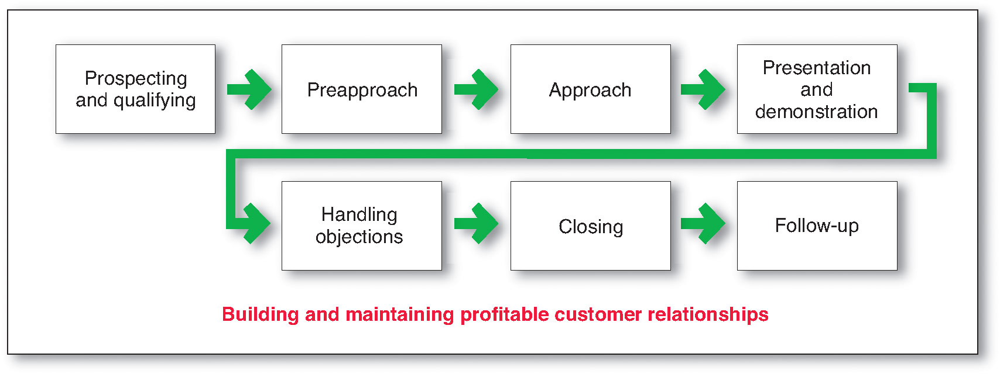 Prospecting
and qualifying
Preapproach
Approach
Presentation
and
demonstration
Handling
objections
Closing
Follow-up
Building and maintaining profitable customer relationships